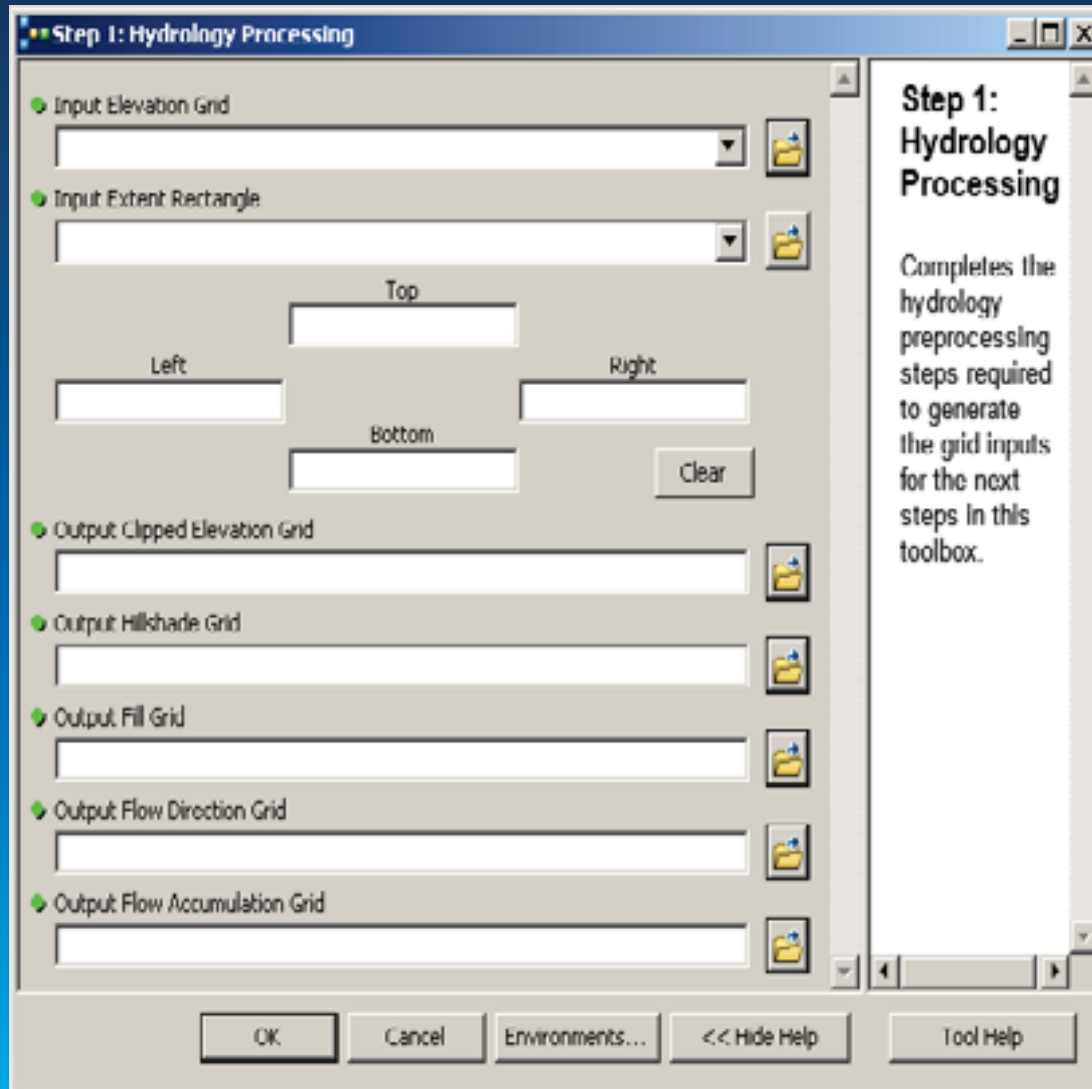 Step 1: Hydrology Processing
Input Elevation Grid
Input Extent Rectangle
Top
Left
Right
Bottom
Clear
Output Clipped Elevation Grid
Output Hillshade Grid
Output Fill Grid
Output Flow Direction Grid
Output Flow Accumulation Grid
OK
Cancel
Environments...
<< Hide Help
Step 1:
Hydrology
Processing
Completes the
hydrology
preprocessing
steps required
to generate
the grid inputs
for the next
steps in this
toolbox.
Tool Help